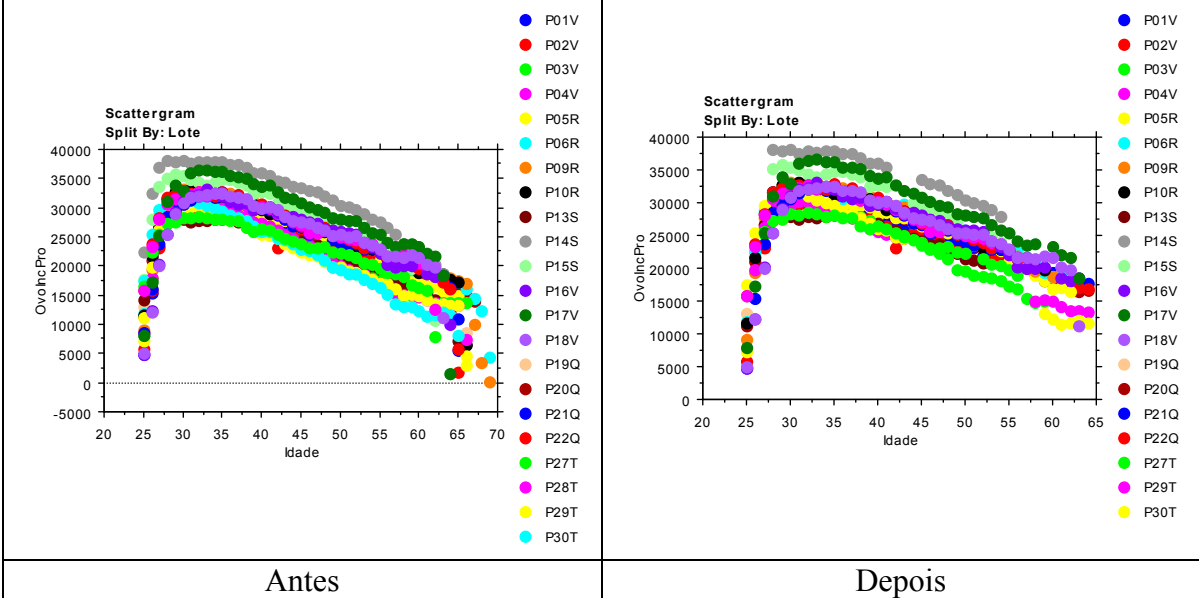 Scattergram
Split By: Lote
40000
35000
30000
25000
20000
15000
10000
5000
0
-5000
OvoIncPro
20 25 30 35 40 45 50 55 60 65 70
Idade
P01V
P02V
P03V
P04V
P05R
P06R
P09R
P10R
P13S
P14S
P15S
P16V
P17V
P18V
P19Q
P20Q
P21Q
P22Q
P27T
P28T
P29T
P30T
Antes
Scattergram
Split By: Lote
40000
35000
30000
25000
20000
15000
10000
5000
0
OvoIncPro
20 25 30 35 40 45 50 55 60 65
Idade
P01V
P02V
P03V
P04V
P05R
P06R
P09R
P10R
P13S
P14S
P15S
P16V
P17V
P18V
P19Q
P20Q
P21Q
P22Q
P27T
P29T
P30T
Depois